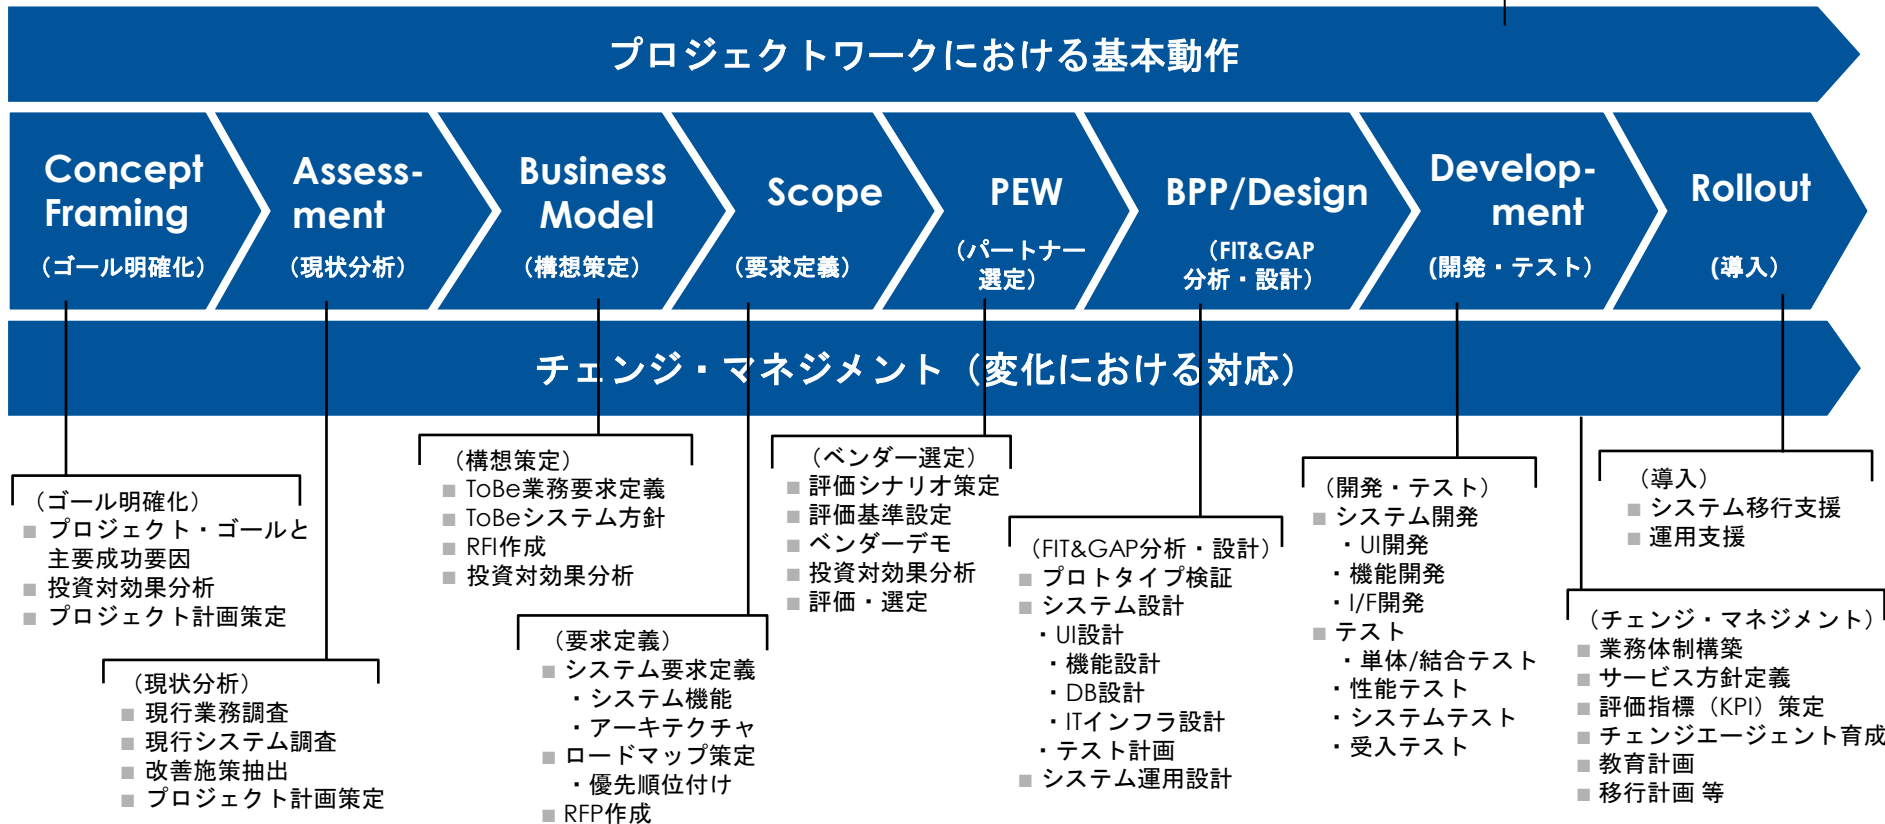 プロジェクトワークにおける基本動作
Concept
Framing
（ゴール明確化）
Assess-
ment
（現状分析）
Business
Model
（構想策定）
Scope
（要求定義）
PEW
（パートナー
選定）
BPP/Design
（FIT&GAP
分析・設計）
Develop-
ment
(開発・テスト）
Rollout
(導入）
チェンジ・マネジメント（変化における対応）
（ゴール明確化）
■ プロジェクト・ゴールと
主要成功要因
■ 投資対効果分析
■ プロジェクト計画策定
（現状分析）
■ 現行業務調査
■ 現行システム調査
■ 改善施策抽出
■ プロジェクト計画策定
（構想策定）
■ ToBe業務要求定義
■ ToBeシステム方針
■ RFI作成
■ 投資対効果分析
（要求定義）
■ システム要求定義
・システム機能
・アーキテクチャ
■ ロードマップ策定
・優先順位付け
■ RFP作成
（ベンダー選定）
■ 評価シナリオ策定
■ 評価基準設定
■ ベンダーデモ
■ 投資対効果分析
■ 評価・選定
（FIT&GAP分析・設計）
■ プロトタイプ検証
■ システム設計
・UI設計
・機能設計
・DB設計
・ITインフラ設計
・テスト計画
■ システム運用設計
（開発・テスト）
■ システム開発
・UI開発
・機能開発
・I/F開発
■ テスト
・単体/結合テスト
・性能テスト
・システムテスト
・受入テスト
（導入）
■ システム移行支援
■ 運用支援
（チェンジ・マネジメント）
■ 業務体制構築
■ サービス方針定義
■ 評価指標（KPI）策定
■ チェンジエージェント育成
■ 教育計画
■ 移行計画 等